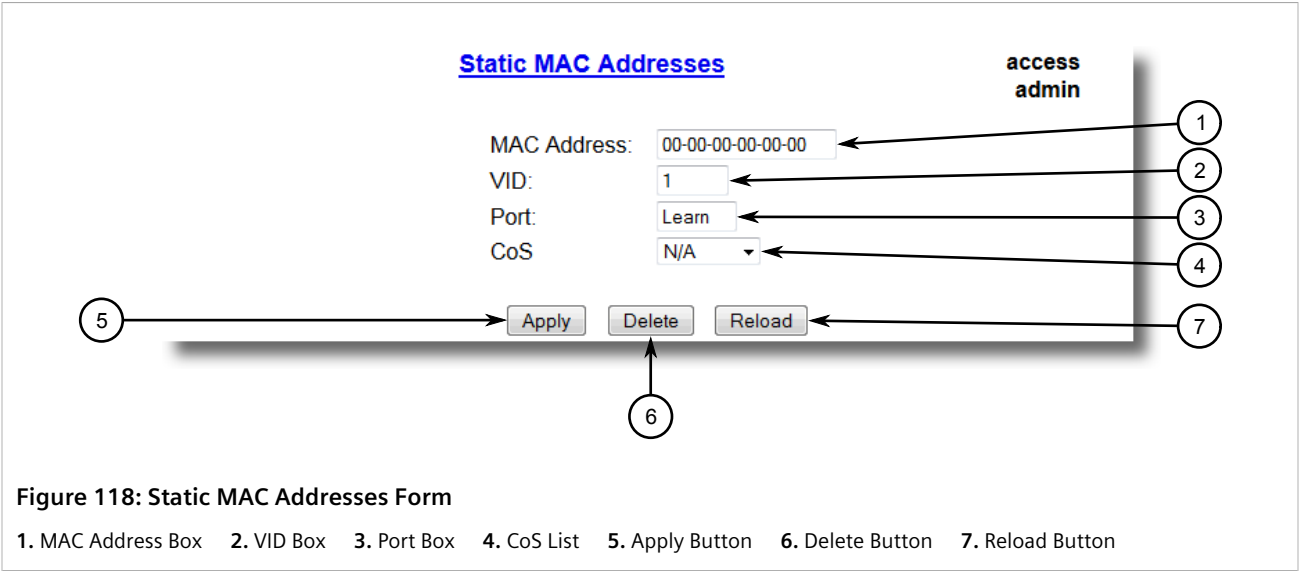 Static MAC Addresses
access
admin
MAC Address: 00-00-00-00-00-00 1
VID: 1 2
Port: Learn 3
CoS N/A 4
5 Apply Delete Reload 7
6
Figure 118: Static MAC Addresses Form
1. MAC Address Box 2. VID Box 3. Port Box 4. CoS List 5. Apply Button 6. Delete Button 7. Reload Button